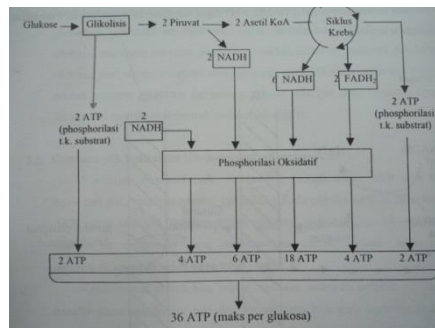 Glukose Glikolisis 2 Piruvat 2 Asetil KoA Siklus
Krebs
2 NADH
6 NADH
2 FADH2
2 ATP
(phosphorilasi
t.k. substrat)
2
NADH
2 ATP
(phosphorilasi
t.k. substrat)
Phosphorilasi Oksidatif
2 ATP 4 ATP 6 ATP 18 ATP 4 ATP 2 ATP
36 ATP (maks per glukosa)